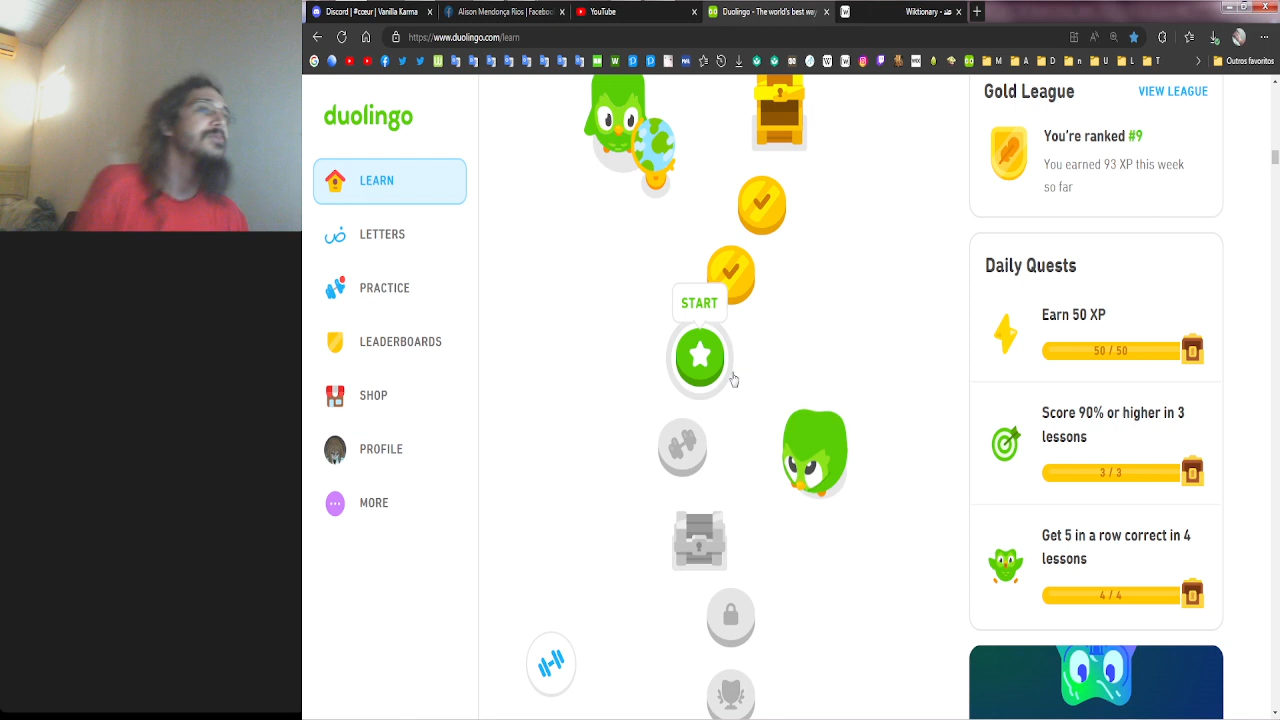 Discord | #cœur | Vanilla Karma
Alison Mendonça Rios | Facebo
YouTube
Duolingo - The world's best way
Wiktionary
https://www.duolingo.com/learn
M
N
U
L
T
Outros favoritos
duolingo
LEARN
ض LETTERS
PRACTICE
LEADERBOARDS
SHOP
PROFILE
MORE
START
Gold League
VIEW LEAGUE
You're ranked #9
You earned 93 XP this week
so far
Daily Quests
Earn 50 XP
50 / 50
Score 90% or higher in 3
lessons
3 / 3
Get 5 in a row correct in 4
lessons
4 / 4